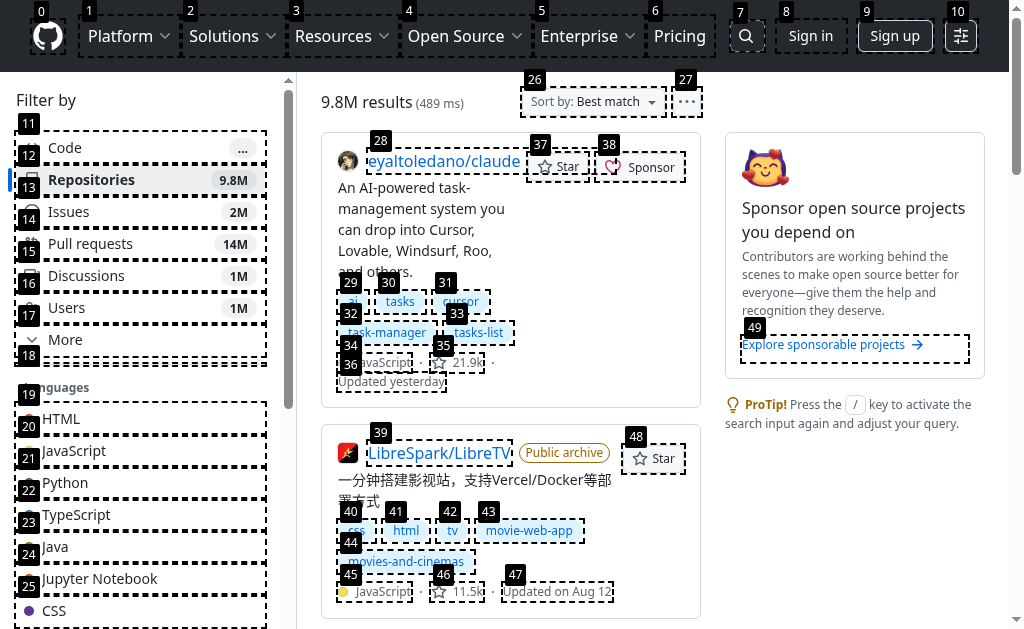 0
1
2
3
4
5
6
7
8
9
10
Platform
Solutions
Resources
Open Source
Enterprise
Pricing
Sign in
Sign up
Filter by
11
Code
...
12
Repositories
9.8M
13
Issues
2M
14
Pull requests
14M
15
Discussions
1M
16
Users
1M
17
More
18
nguages
19
HTML
20
JavaScript
21
Python
22
TypeScript
23
Java
24
Jupyter Notebook
25
CSS
26
27
9.8M results (489 ms)
Sort by: Best match
28
37
38
eyaltoledano/claude
Star
Sponsor
An AI-powered task-
management system you
can drop into Cursor,
Lovable, Windsurf, Roo,
and others.
29
30
31
ai
tasks
cursor
32
33
task-manager
tasks-list
34
35
JavaScript · 21.9k ·
36
Updated yesterday
39
48
LibreSpark/LibreTV
Public archive
Star
一分钟搭建影视站，支持Vercel/Docker等部
署方式
40
41
42
43
css
html
tv
movie-web-app
44
movies-and-cinemas
45
46
47
JavaScript · 11.5k · Updated on Aug 12
Sponsor open source projects
you depend on
Contributors are working behind the
scenes to make open source better for
everyone—give them the help and
recognition they deserve.
49
Explore sponsorable projects →
ProTip! Press the / key to activate the
search input again and adjust your query.